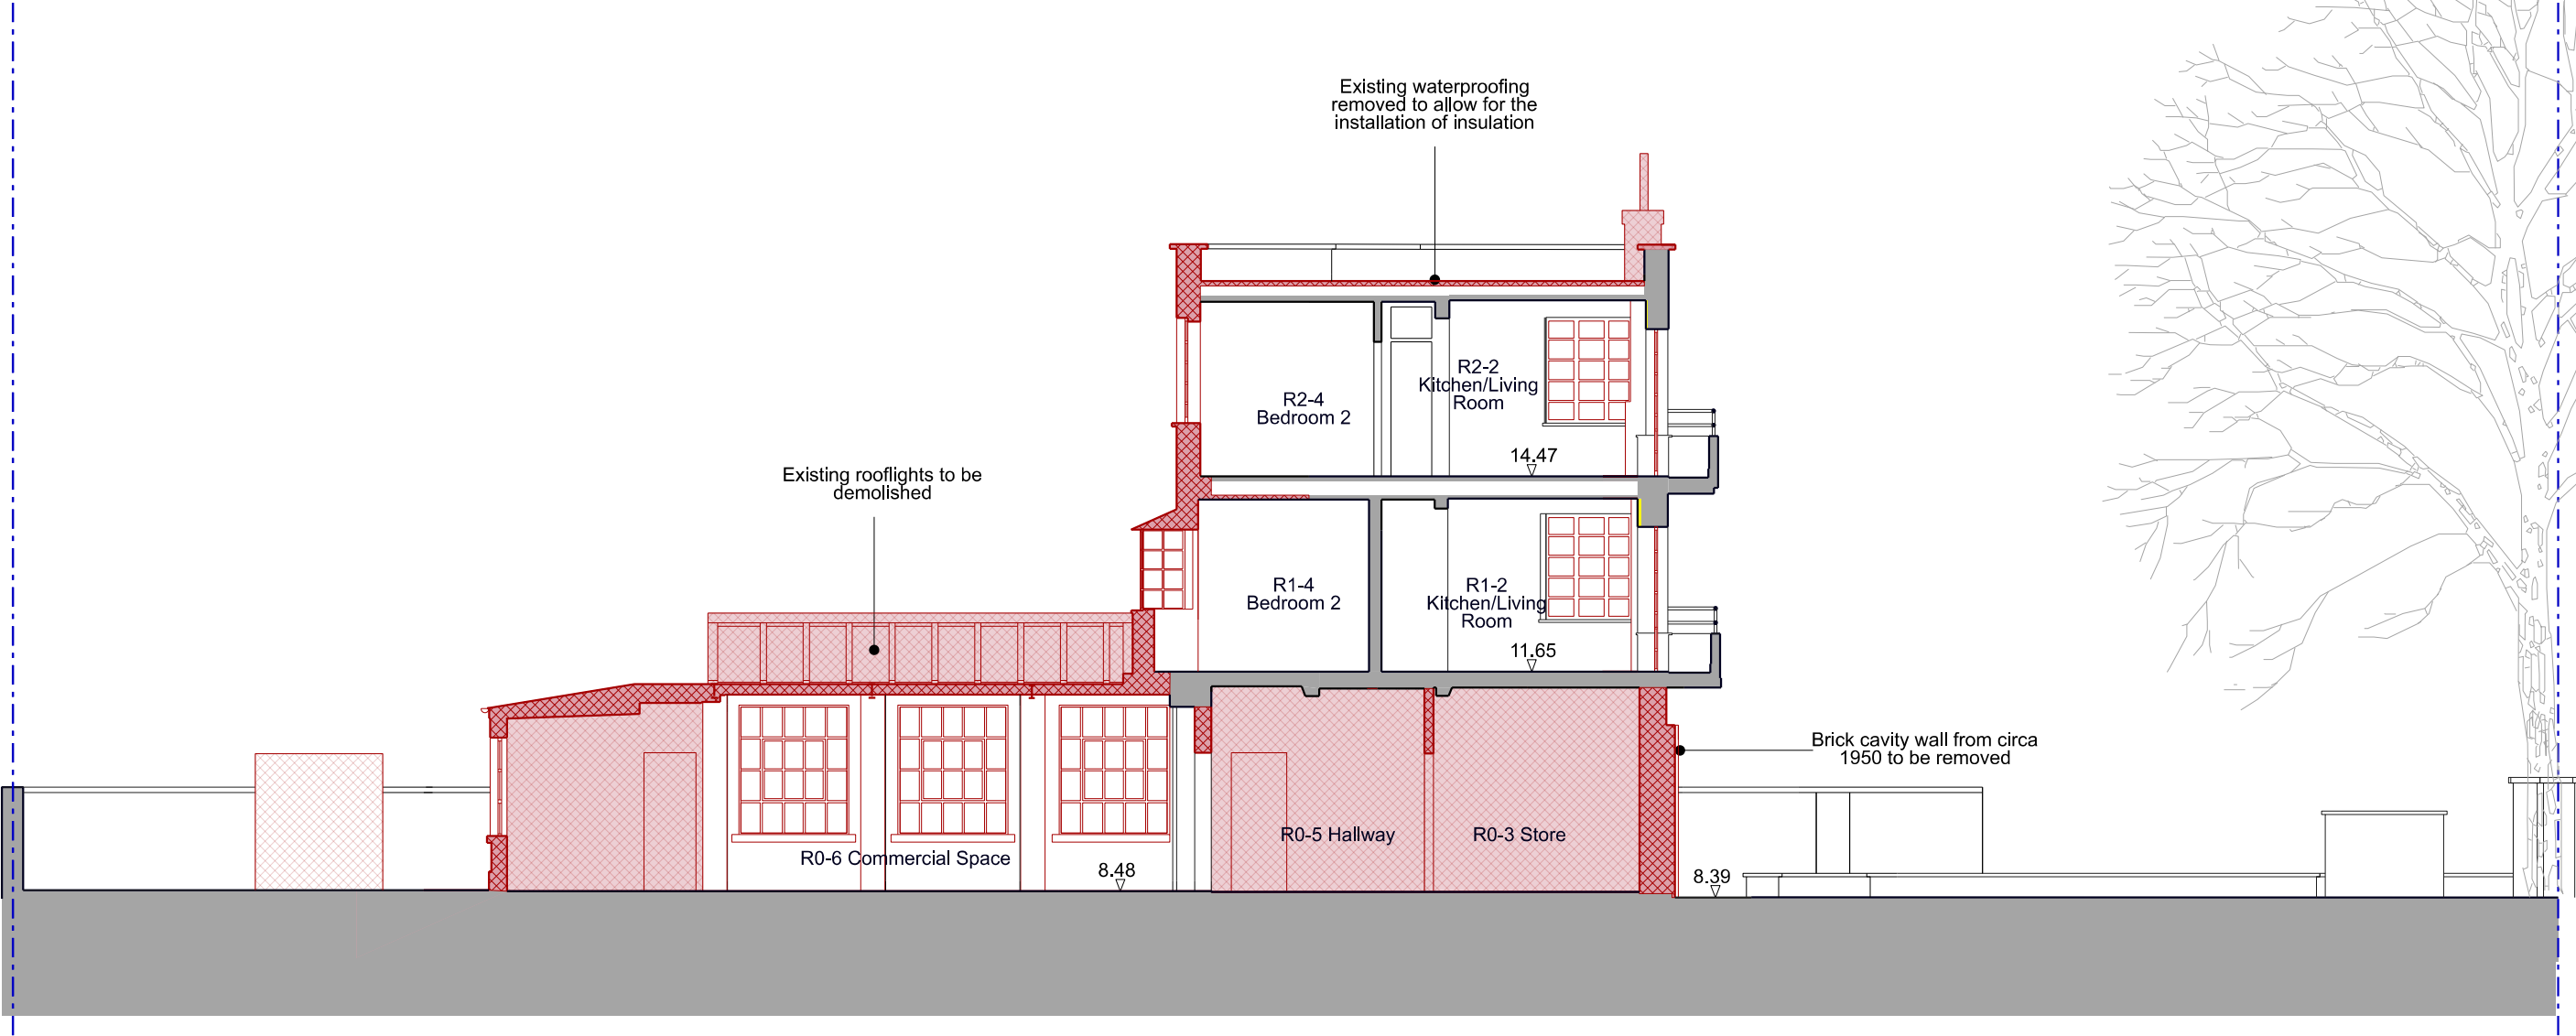 Existing waterproofing
removed to allow for the
installation of insulation
R2-2
Kitchen/Living
Room
R2-4
Bedroom 2
14.47
Existing rooflights to be
demolished
R1-4
Bedroom 2
R1-2
Kitchen/Living
Room
11.65
Brick cavity wall from circa
1950 to be removed
R0-5 Hallway
R0-3 Store
R0-6 Commercial Space
8.48
8.39